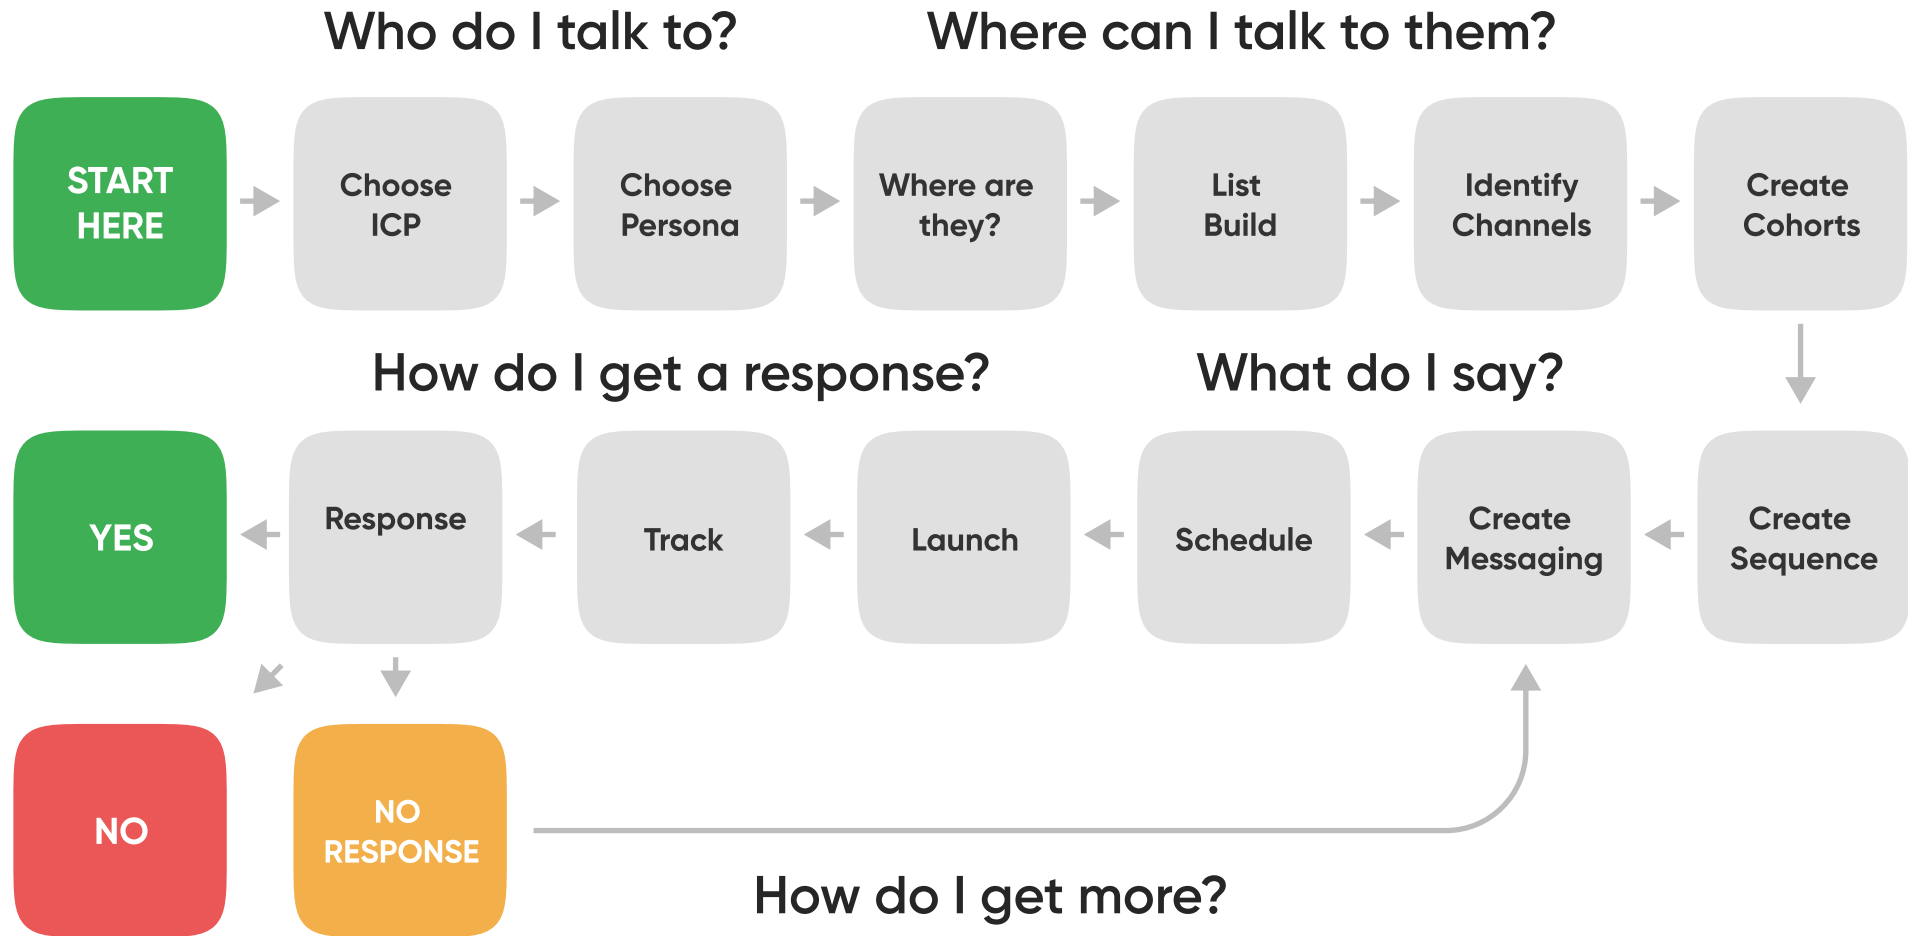 Who do I talk to?
Where can I talk to them?
START
HERE
Choose
ICP
Choose
Persona
Where are
they?
List
Build
Identify
Channels
Create
Cohorts
How do I get a response?
What do I say?
YES
Response
Track
Launch
Schedule
Create
Messaging
Create
Sequence
NO
NO
RESPONSE
How do I get more?